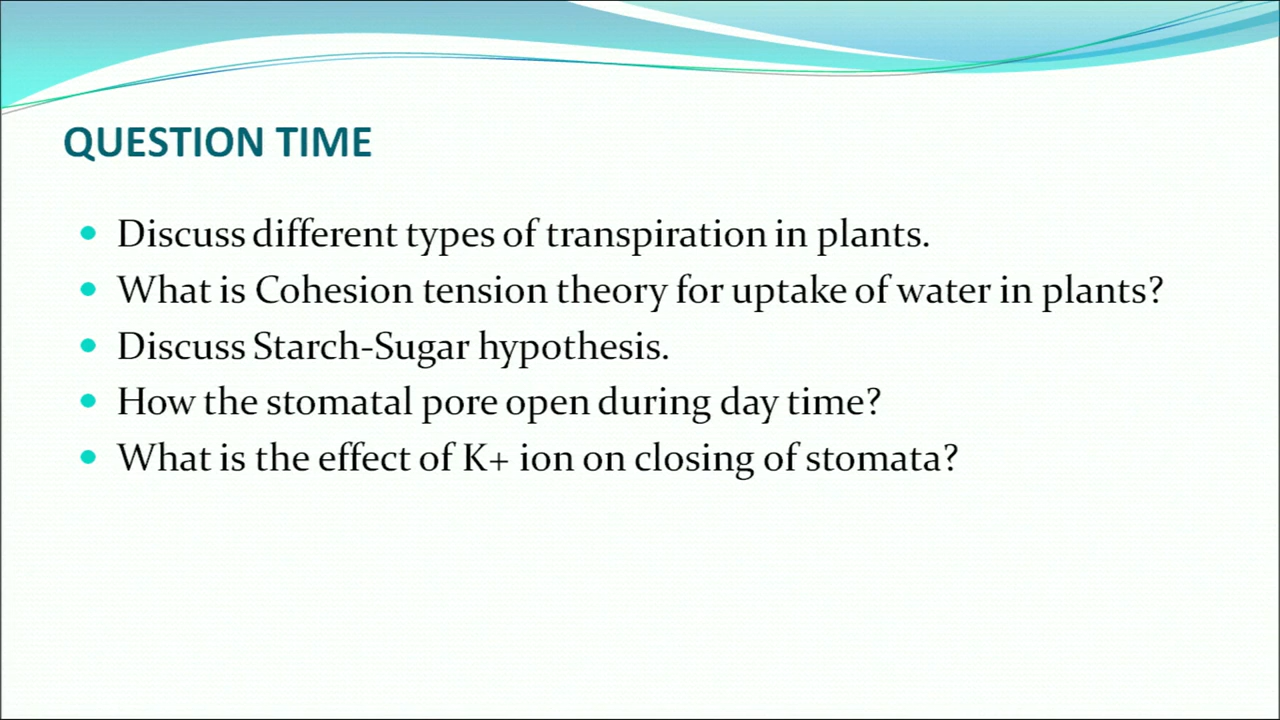 QUESTION TIME
• Discuss different types of transpiration in plants.
• What is Cohesion tension theory for uptake of water in plants?
• Discuss Starch-Sugar hypothesis.
• How the stomatal pore open during day time?
• What is the effect of K+ ion on closing of stomata?